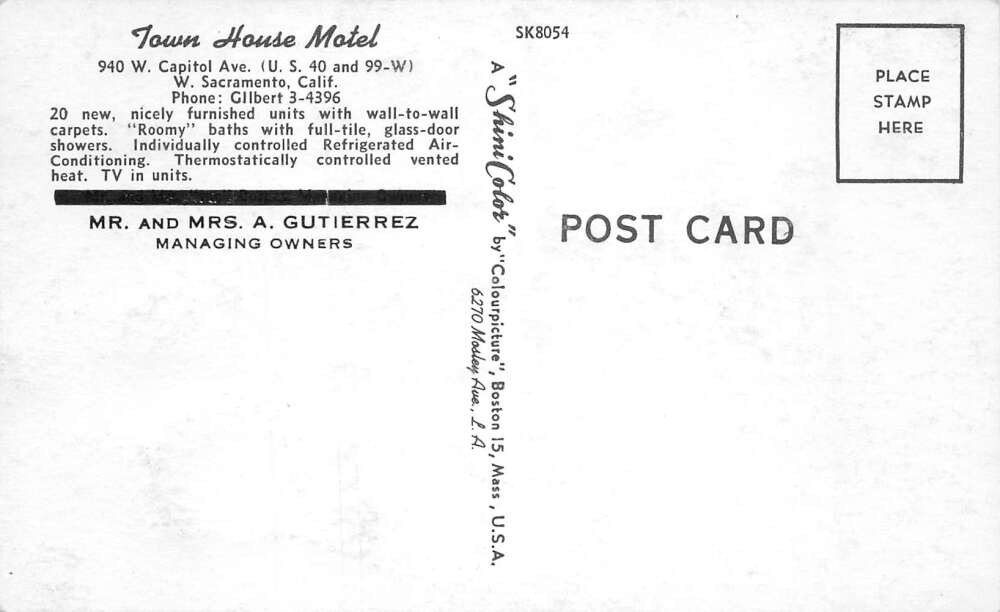 Town House Motel
940 W. Capitol Ave. (U. S. 40 and 99-W)
W. Sacramento, Calif.
Phone: GIlbert 3-4396
20 new, nicely furnished units with wall-to-wall
carpets. "Roomy" baths with full-tile, glass-door
showers. Individually controlled Refrigerated Air-
Conditioning. Thermostatically controlled vented
heat. TV in units.
MR. AND MRS. A. GUTIERREZ
MANAGING OWNERS
SK8054
A "ShiniColor" by "Colourpicture", Boston 15, Mass, U.S.A.
6270 Mosley Ave., L. A.
PLACE
STAMP
HERE
POST CARD